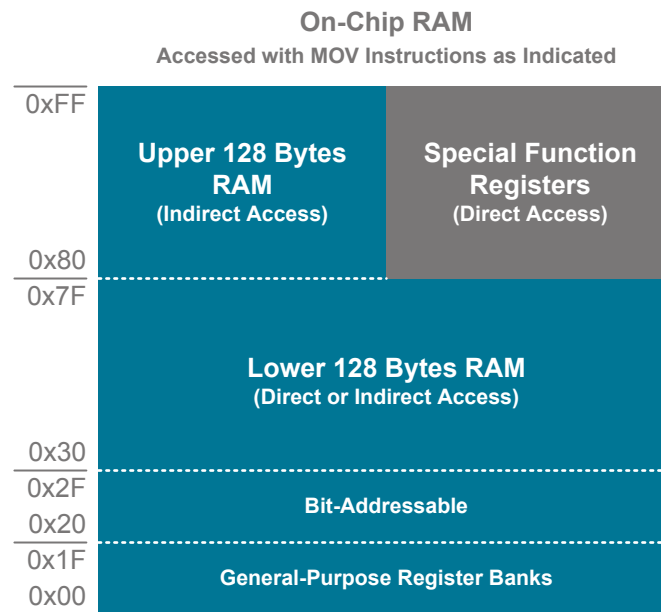 On-Chip RAM
Accessed with MOV Instructions as Indicated
0xFF
Upper 128 Bytes
RAM
(Indirect Access)
Special Function
Registers
(Direct Access)
0x80
0x7F
Lower 128 Bytes RAM
(Direct or Indirect Access)
0x30
0x2F
Bit-Addressable
0x20
0x1F
General-Purpose Register Banks
0x00